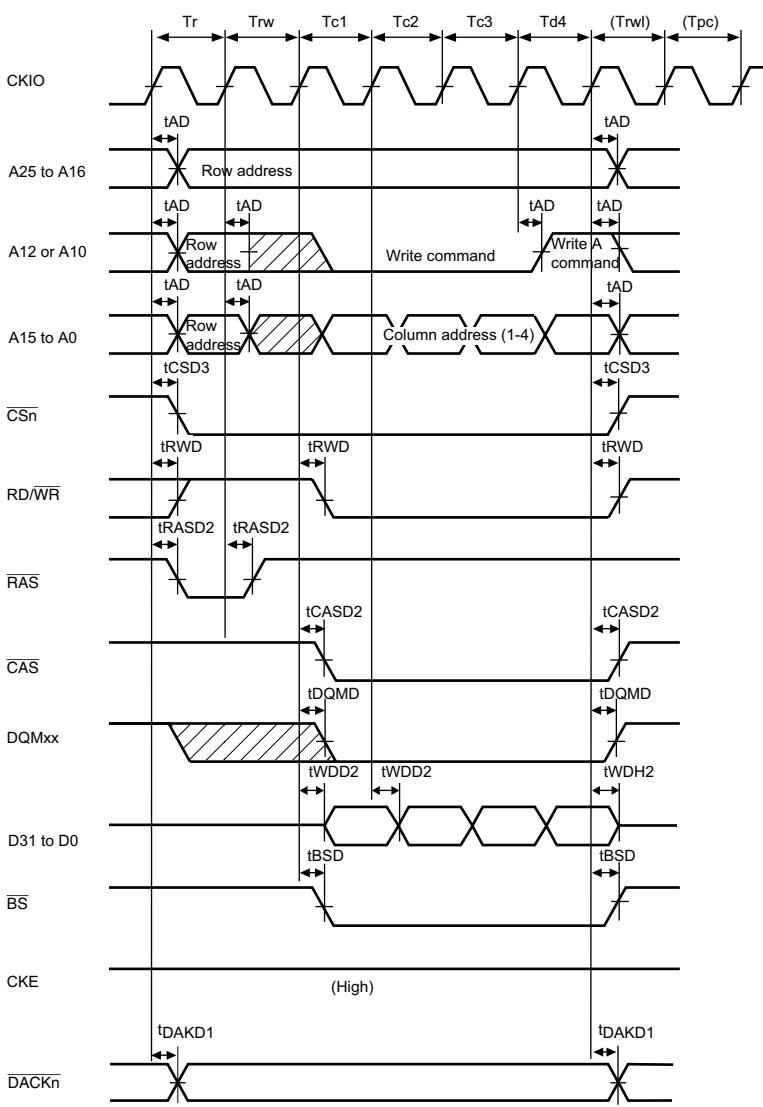 Tr Trw Tc1 Tc2 Tc3 Td4 (Trwl) (Tpc)
CKIO
tAD tAD
A25 to A16 Row address
tAD tAD tAD tAD
A12 or A10 Row address Write command Write A command
tAD tAD tAD
A15 to A0 Row address Column address (1-4)
tCSD3 tCSD3
CSn
tRWD tRWD tRWD
RD/WR
tRASD2 tRASD2
RAS
tCASD2 tCASD2
CAS
tDQMD tDQMD
DQMxx
tWDD2 tWDD2 tWDH2
D31 to D0
tBSD tBSD
BS
CKE
(High)
tDAKD1 tDAKD1
DACKn